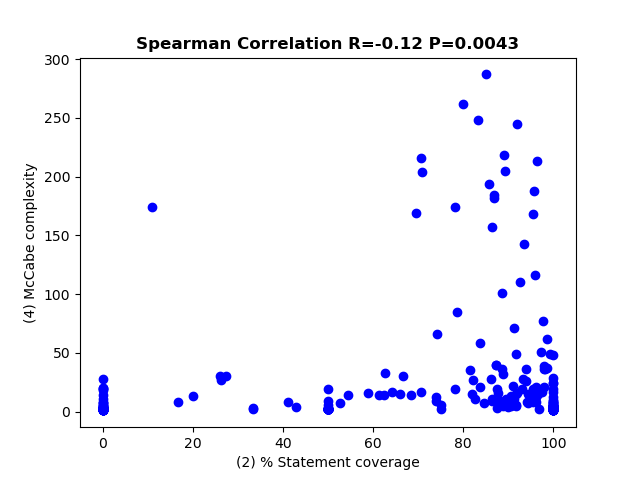 Spearman Correlation R=-0.12 P=0.0043
300
250
200
150
100
50
0
(4) McCabe complexity
0 20 40 60 80 100
(2) % Statement coverage